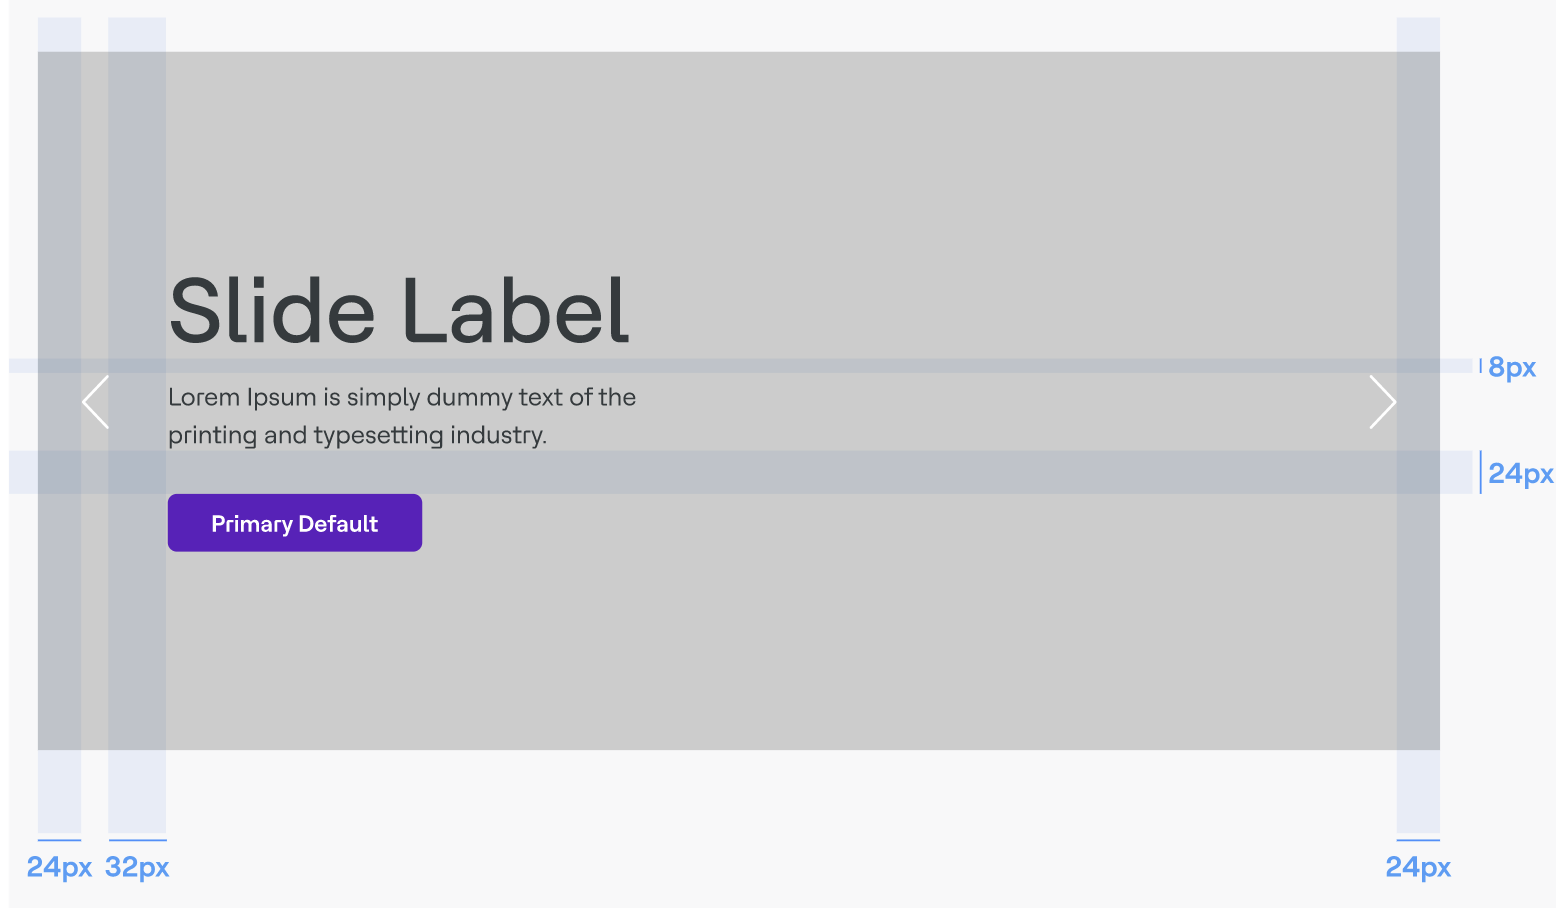 Slide Label
8px
Lorem Ipsum is simply dummy text of the
printing and typesetting industry.
24px
Primary Default
24px 32px 24px